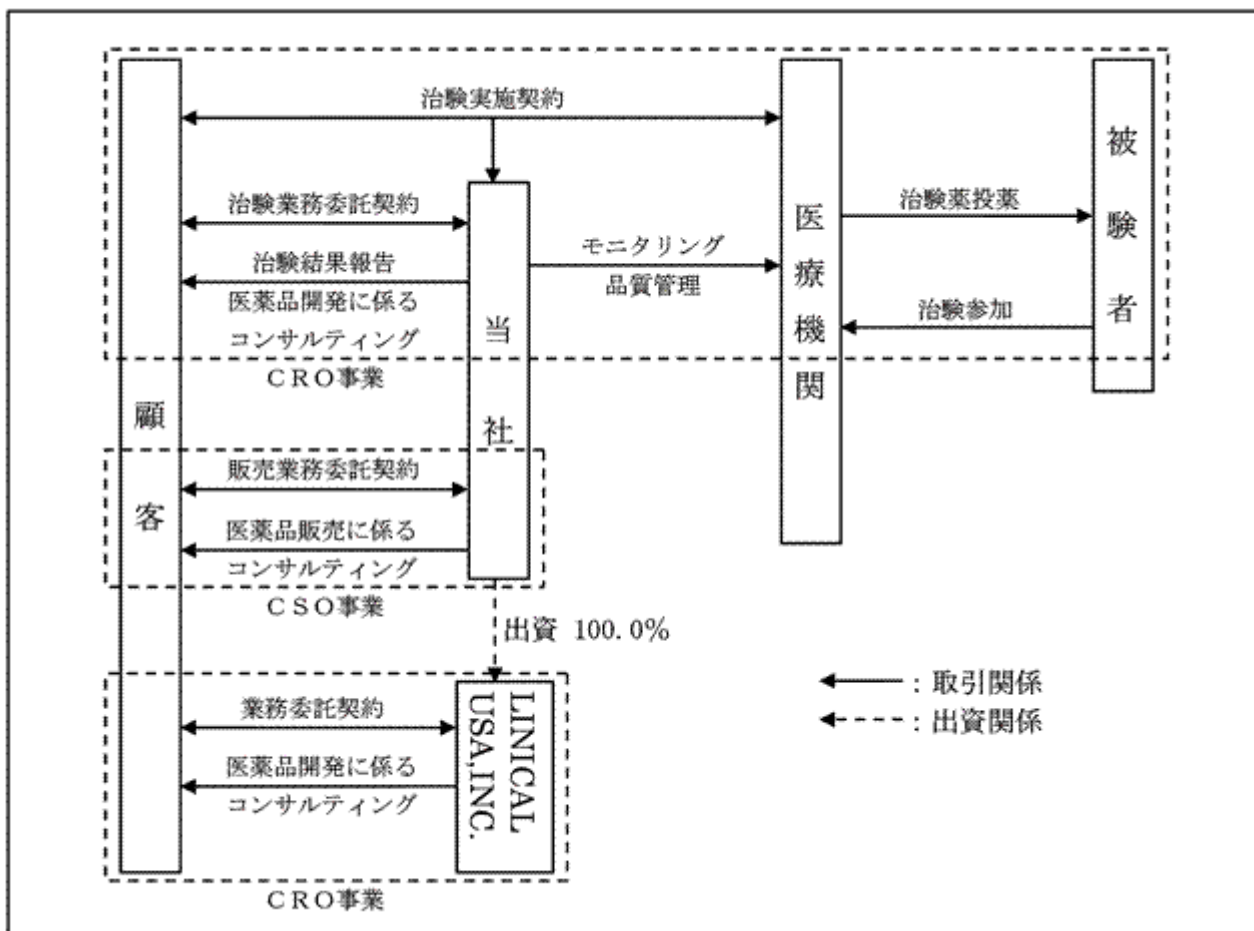 治験実施契約
治験業務委託契約
治験結果報告
医薬品開発に係る
コンサルティング
CRO事業
顧客
当社
モニタリング
品質管理
医療機関
治験薬投薬
治験参加
被験者
販売業務委託契約
医薬品販売に係る
コンサルティング
CSO事業
出資 100.0%
業務委託契約
医薬品開発に係る
コンサルティング
LINICAL
USA,INC.
CRO事業
:取引関係
:出資関係